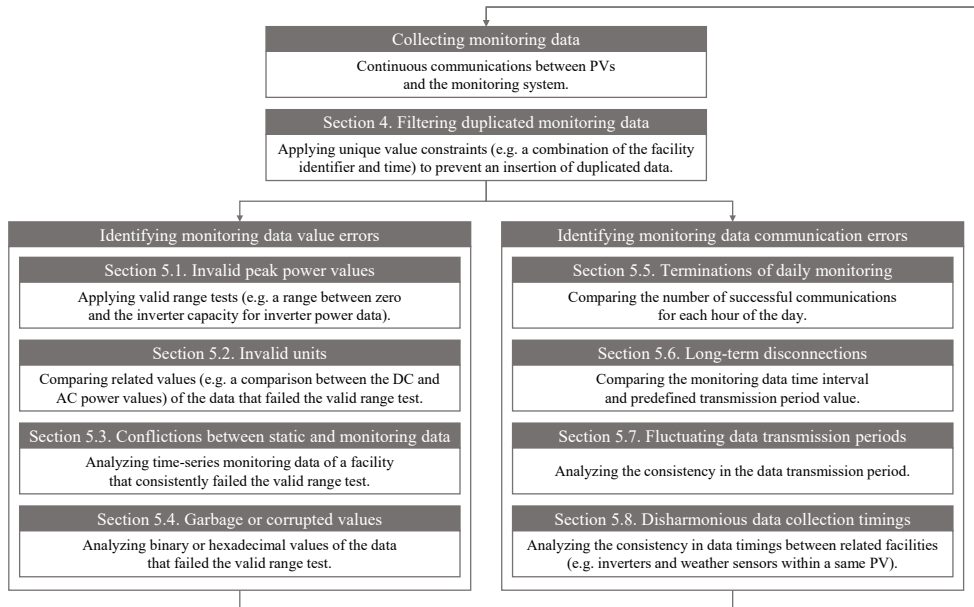 Collecting monitoring data
Continuous communications between PVs
and the monitoring system.
Section 4. Filtering duplicated monitoring data
Applying unique value constraints (e.g. a combination of the facility
identifier and time) to prevent an insertion of duplicated data.
Identifying monitoring data value errors
Section 5.1. Invalid peak power values
Applying valid range tests (e.g. a range between zero
and the inverter capacity for inverter power data).
Section 5.2. Invalid units
Comparing related values (e.g. a comparison between the DC and
AC power values) of the data that failed the valid range test.
Section 5.3. Conflictions between static and monitoring data
Analyzing time-series monitoring data of a facility
that consistently failed the valid range test.
Section 5.4. Garbage or corrupted values
Analyzing binary or hexadecimal values of the data
that failed the valid range test.
Identifying monitoring data communication errors
Section 5.5. Terminations of daily monitoring
Comparing the number of successful communications
for each hour of the day.
Section 5.6. Long-term disconnections
Comparing the monitoring data time interval
and predefined transmission period value.
Section 5.7. Fluctuating data transmission periods
Analyzing the consistency in the data transmission period.
Section 5.8. Disharmonious data collection timings
Analyzing the consistency in data timings between related facilities
(e.g. inverters and weather sensors within a same PV).